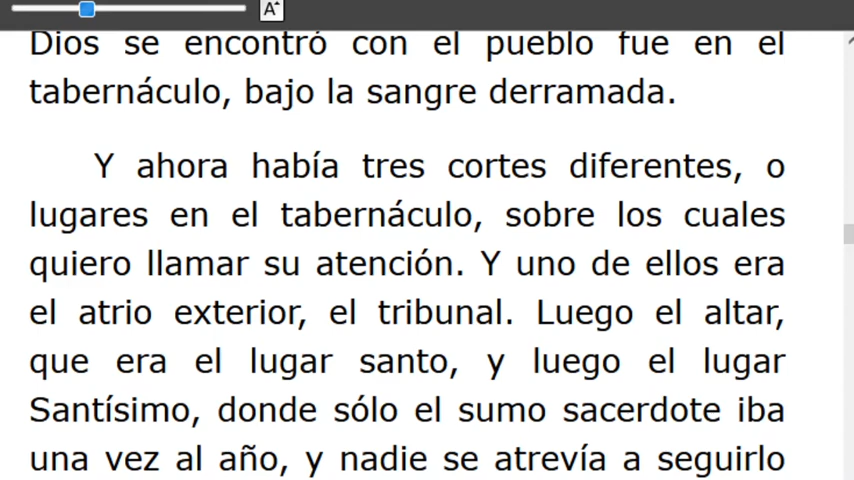 A
Dios se encontró con el pueblo fue en el
tabernáculo, bajo la sangre derramada.
Y ahora había tres cortes diferentes, o
lugares en el tabernáculo, sobre los cuales
quiero llamar su atención. Y uno de ellos era
el atrio exterior, el tribunal. Luego el altar,
que era el lugar santo, y luego el lugar
Santísimo, donde sólo el sumo sacerdote iba
una vez al año, y nadie se atrevía a seguirlo